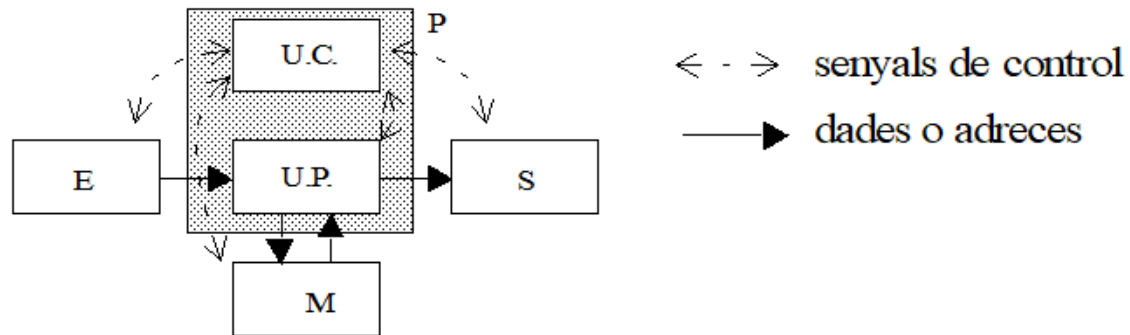 U.C.
P
senyals de control
dades o adreces
E
U.P.
S
M